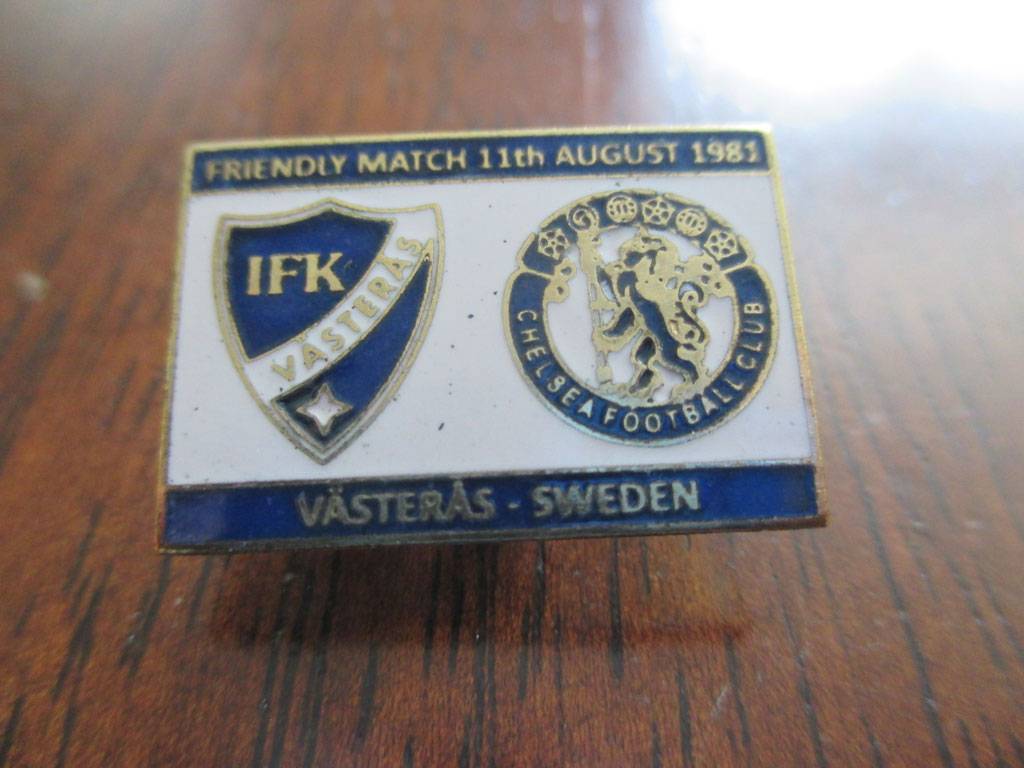 FRIENDLY MATCH 11th AUGUST 1981
IFK
VÄSTERÅS
CHELSEA FOOTBALL CLUB
VÄSTERÅS - SWEDEN